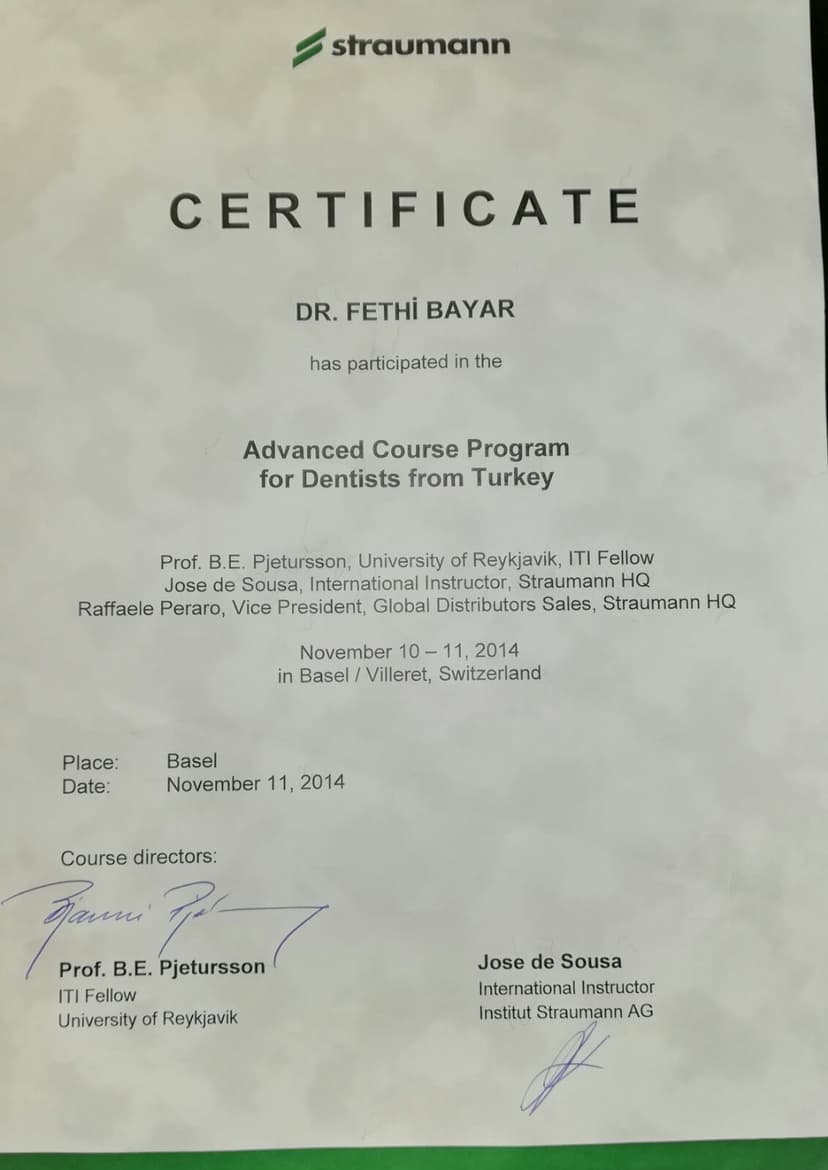 straumann
CERTIFICATE
DR. FETHİ BAYAR
has participated in the
Advanced Course Program
for Dentists from Turkey
Prof. B.E. Pjetursson, University of Reykjavik, ITI Fellow
Jose de Sousa, International Instructor, Straumann HQ
Raffaele Peraro, Vice President, Global Distributors Sales, Straumann HQ
November 10 – 11, 2014
in Basel / Villeret, Switzerland
Place: Basel
Date: November 11, 2014
Course directors:
Prof. B.E. Pjetursson
ITI Fellow
University of Reykjavik
Jose de Sousa
International Instructor
Institut Straumann AG